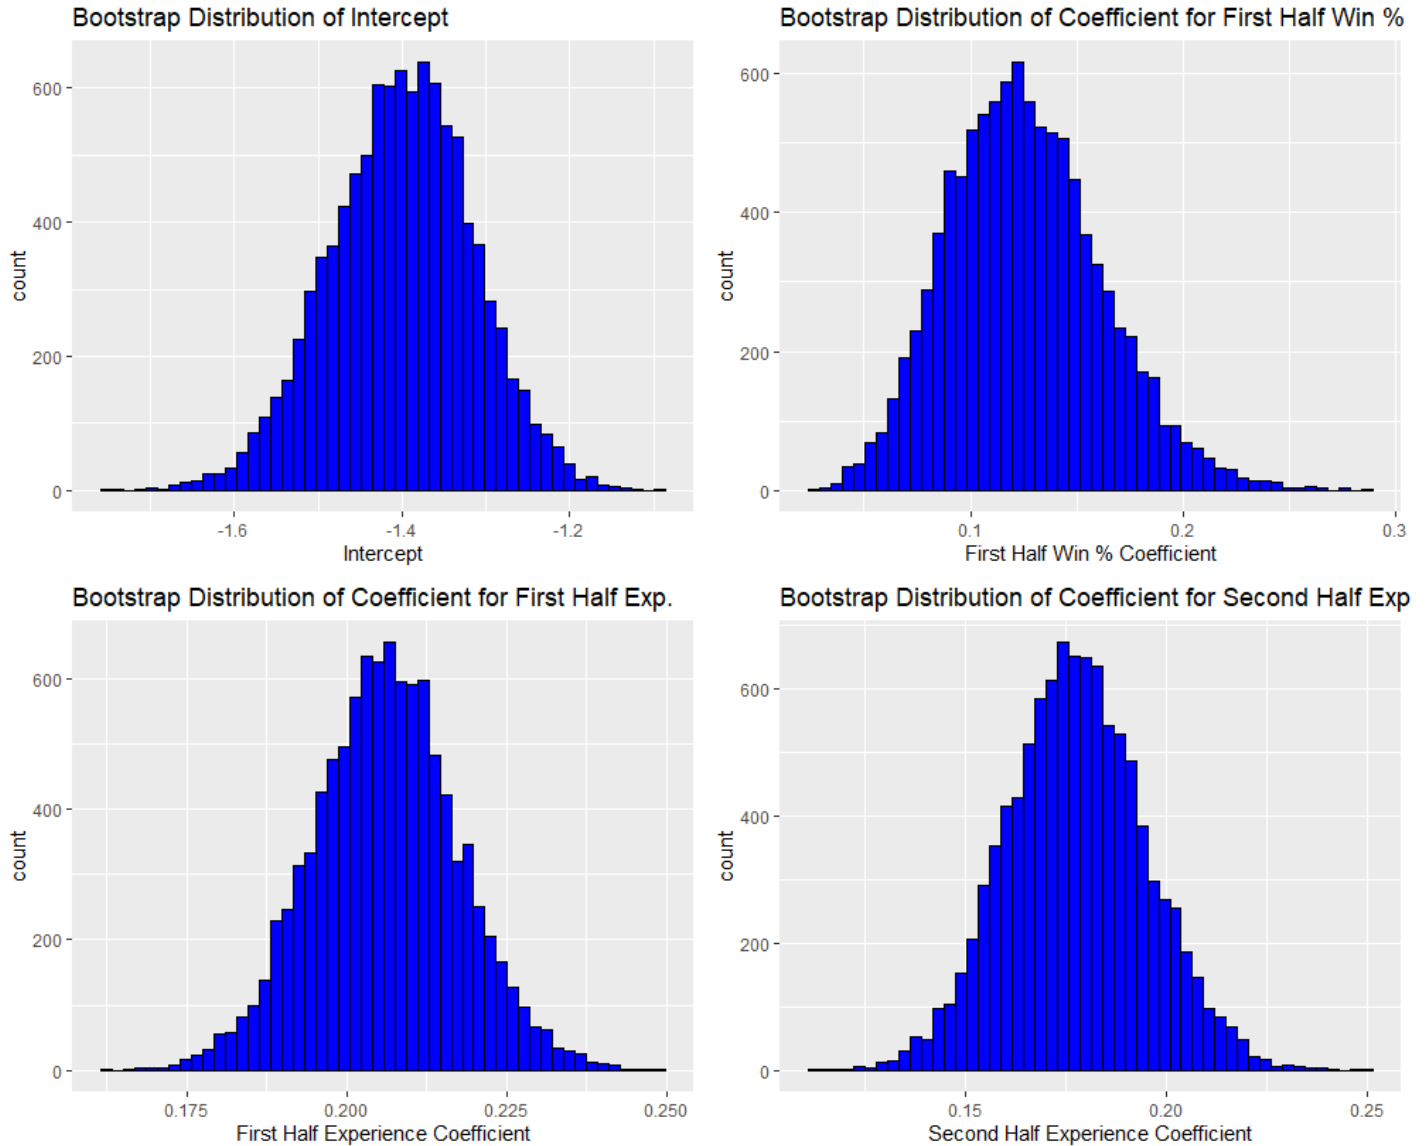 Bootstrap Distribution of Intercept
600
400
200
0
count
-1.6
-1.4
-1.2
Intercept
Bootstrap Distribution of Coefficient for First Half Win %
600
400
200
0
count
0.1
0.2
0.3
First Half Win % Coefficient
Bootstrap Distribution of Coefficient for First Half Exp.
600
400
200
0
count
0.175
0.200
0.225
0.250
First Half Experience Coefficient
Bootstrap Distribution of Coefficient for Second Half Exp
600
400
200
0
count
0.15
0.20
0.25
Second Half Experience Coefficient